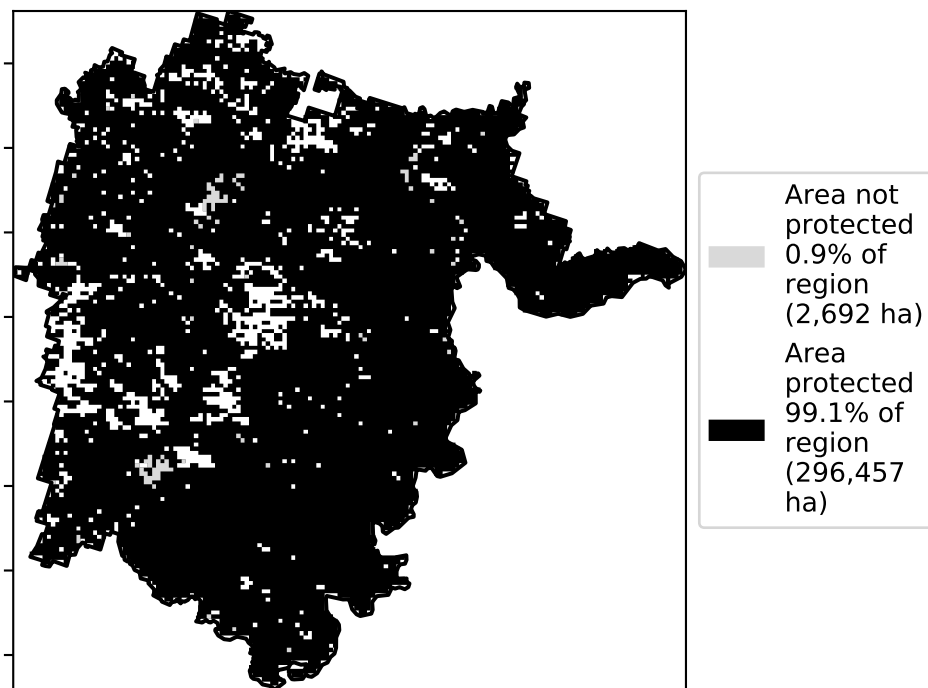 Area not
protected
0.9% of
region
(2,692 ha)
Area
protected
99.1% of
region
(296,457
ha)